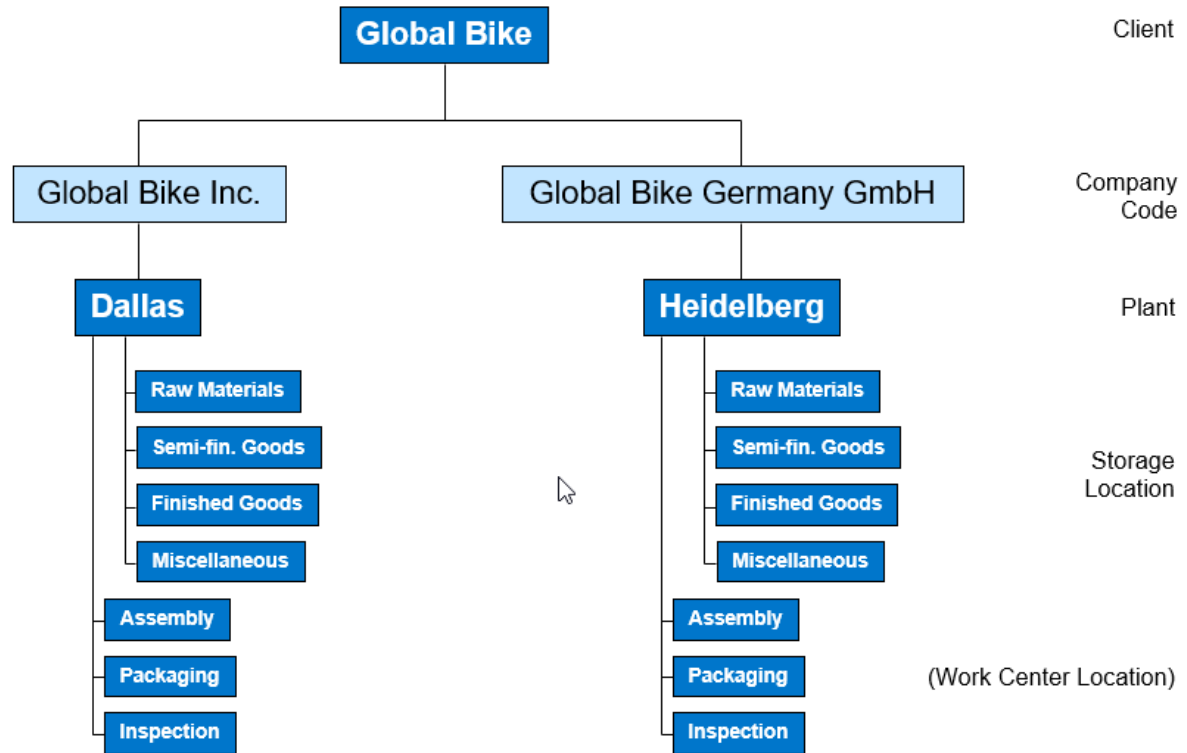 Global Bike
Client
Global Bike Inc.
Global Bike Germany GmbH
Company
Code
Dallas
Heidelberg
Plant
Raw Materials
Semi-fin. Goods
Finished Goods
Miscellaneous
Raw Materials
Semi-fin. Goods
Finished Goods
Miscellaneous
Storage
Location
Assembly
Packaging
Inspection
Assembly
Packaging
Inspection
(Work Center Location)